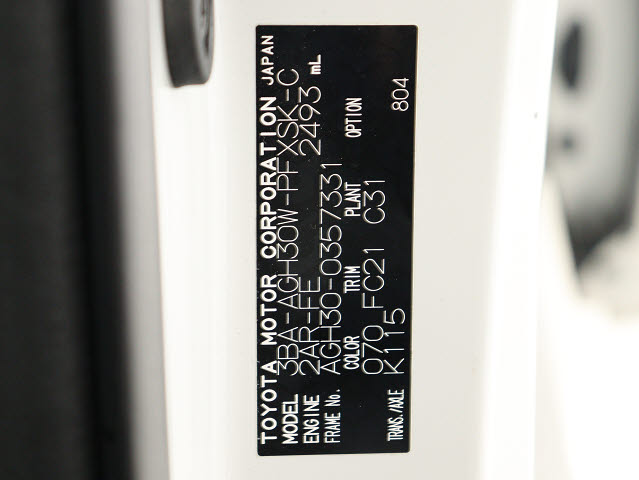 TOYOTA MOTOR CORPORATION JAPAN
MODEL 3BA-AGH30W-PFXSK-C
ENGINE 2AR-FE 2493 mL
FRAME No. AGH30-0357331
COLOR TRIM PLANT OPTION
070 FC21 C31 804
TRANS./AXLE K115